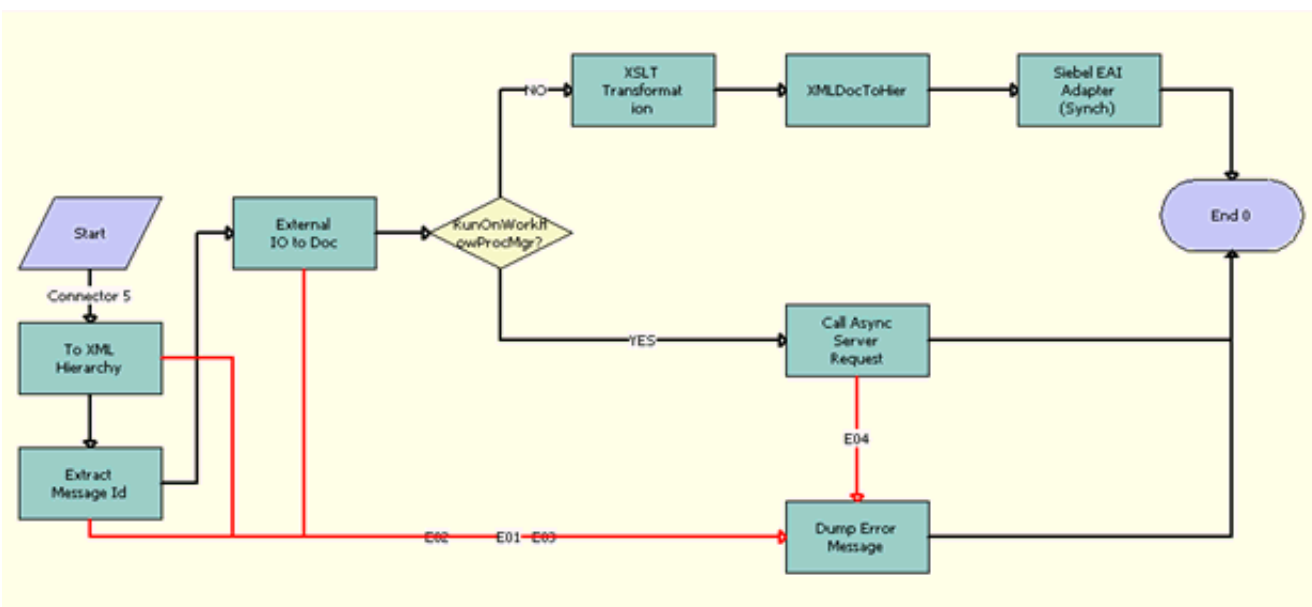 XSLT
Transformat
ion
XMLDocToHier
Siebel EAI
Adapter
(Synch)
NO
Start
External
IO to Doc
RunOnWorkfl
owProcMgr?
End 0
Connector 5
To XML
Hierarchy
YES
Call Async
Server
Request
Extract
Message Id
E04
E02
E01
E03
Dump Error
Message